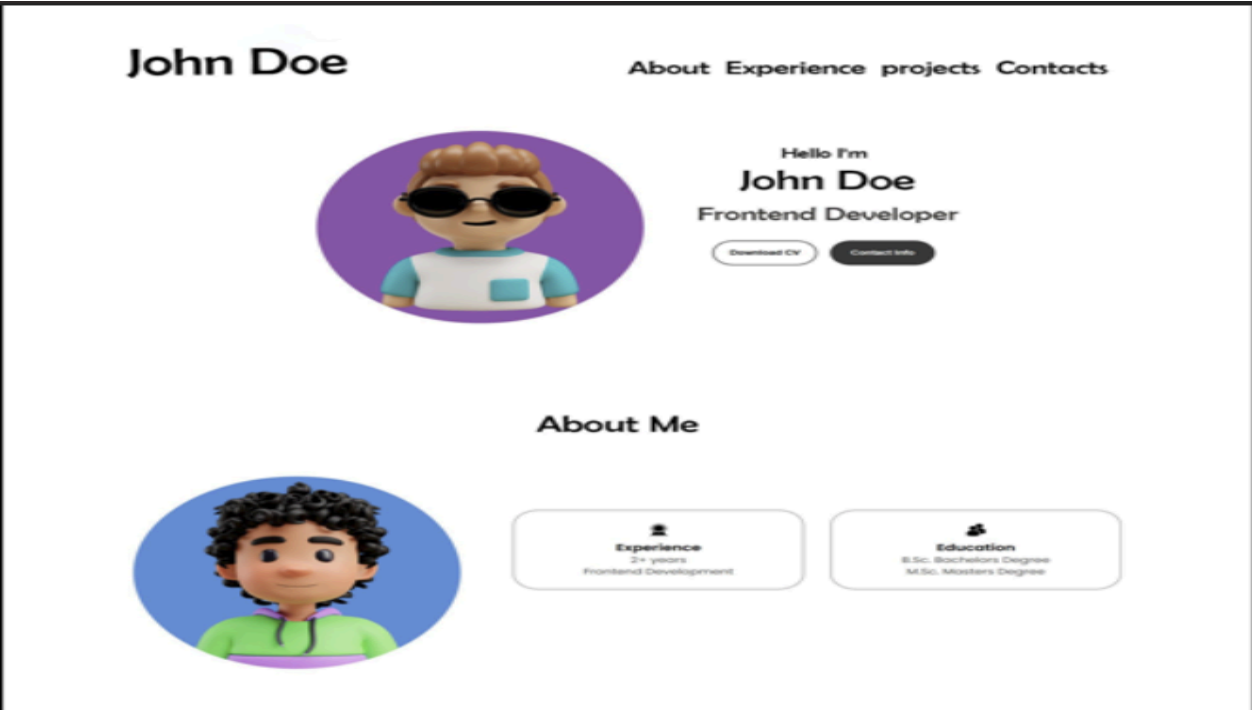 John Doe
About Experience projects Contacts
Hello I'm
John Doe
Frontend Developer
Download CV Contact Info
About Me
Experience
2+ years
Frontend Development
Education
B.Sc. Bachelors Degree
M.Sc. Masters Degree